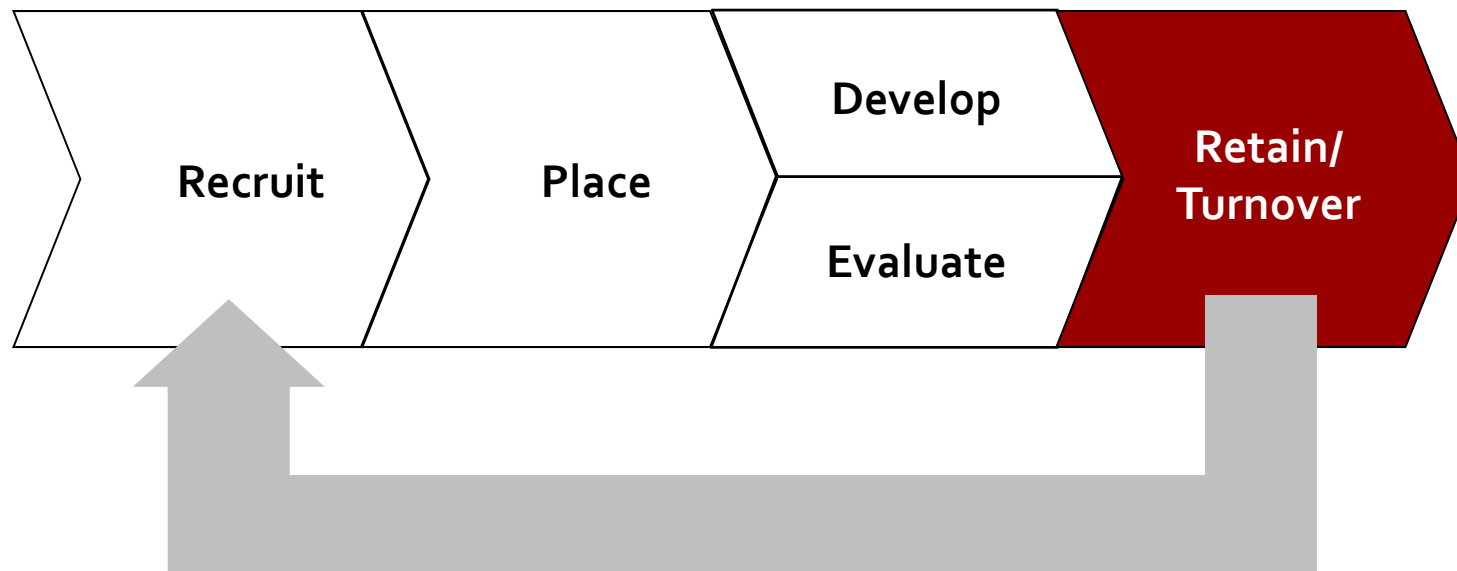 Recruit
Place
Develop
Evaluate
Retain/
Turnover